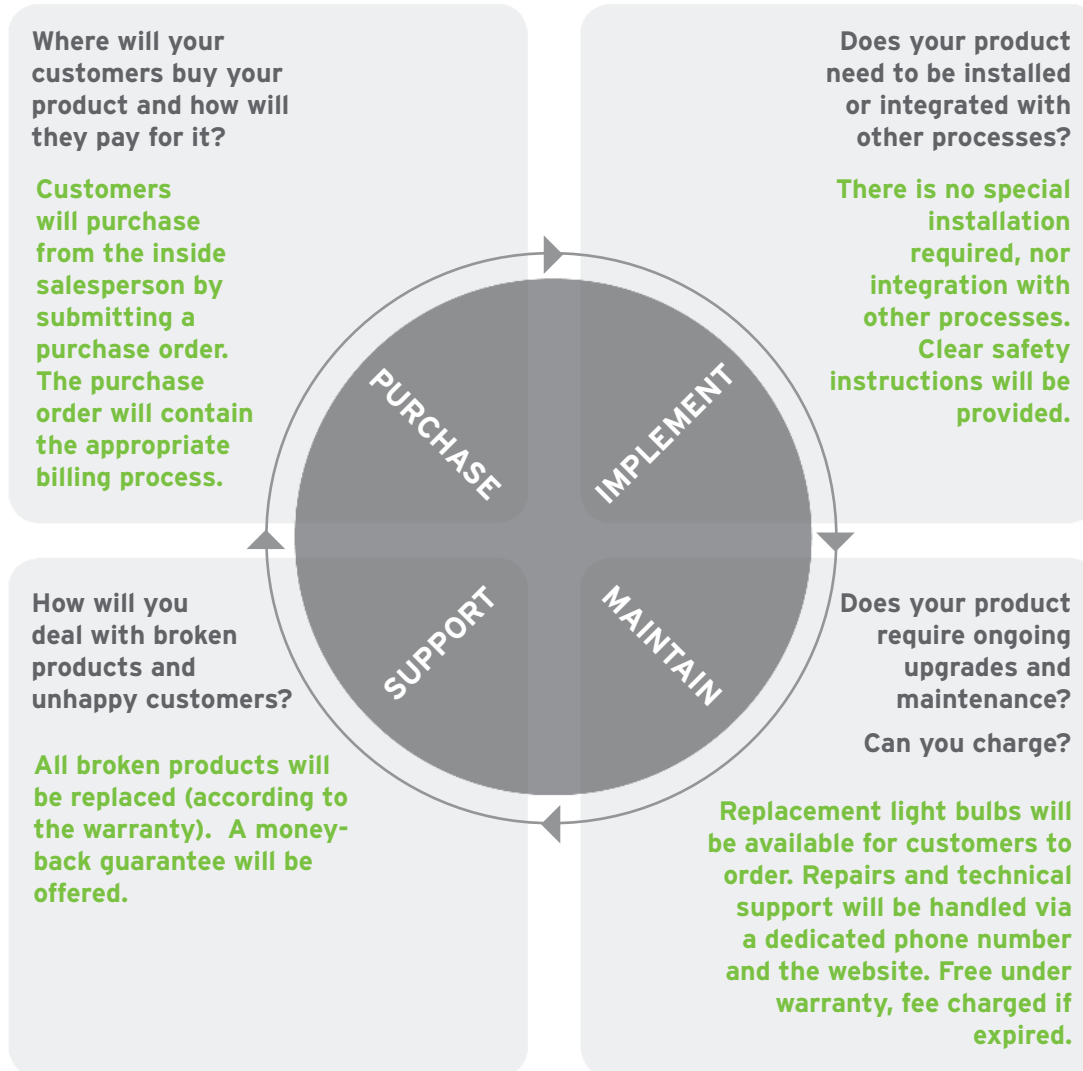 Where will your
customers buy your
product and how will
they pay for it?
Customers
will purchase
from the inside
salesperson by
submitting a
purchase order.
The purchase
order will contain
the appropriate
billing process.
Does your product
need to be installed
or integrated with
other processes?
There is no special
installation
required, nor
integration with
other processes.
Clear safety
instructions will be
provided.
PURCHASE
IMPLEMENT
SUPPORT
MAINTAIN
How will you
deal with broken
products and
unhappy customers?
All broken products will
be replaced (according to
the warranty). A money-
back guarantee will be
offered.
Does your product
require ongoing
upgrades and
maintenance?
Can you charge?
Replacement light bulbs will
be available for customers to
order. Repairs and technical
support will be handled via
a dedicated phone number
and the website. Free under
warranty, fee charged if
expired.